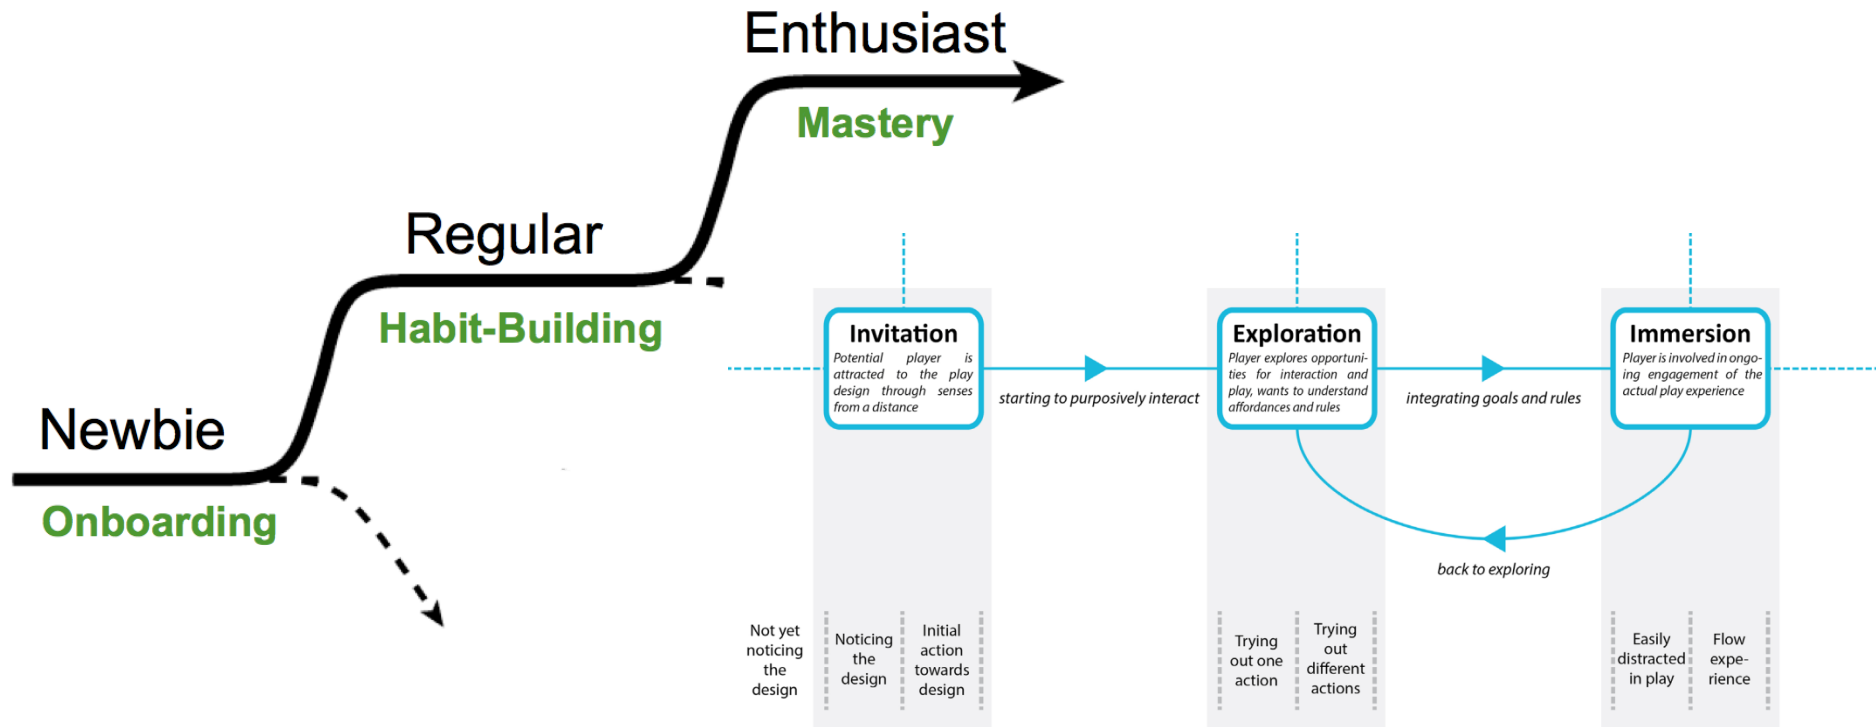 Enthusiast
Mastery
Regular
Habit-Building
Newbie
Onboarding
Invitation
Potential player is
attracted to the play
design through senses
from a distance
starting to purposively interact
Exploration
Player explores opportuni-
ties for interaction and
play, wants to understand
affordances and rules
integrating goals and rules
Immersion
Player is involved in ongo-
ing engagement of the
actual play experience
back to exploring
Not yet
noticing
the
design
Noticing
the
design
Initial
action
towards
design
Trying
out one
action
Trying
out
different
actions
Easily
distracted
in play
Flow
expe-
rience